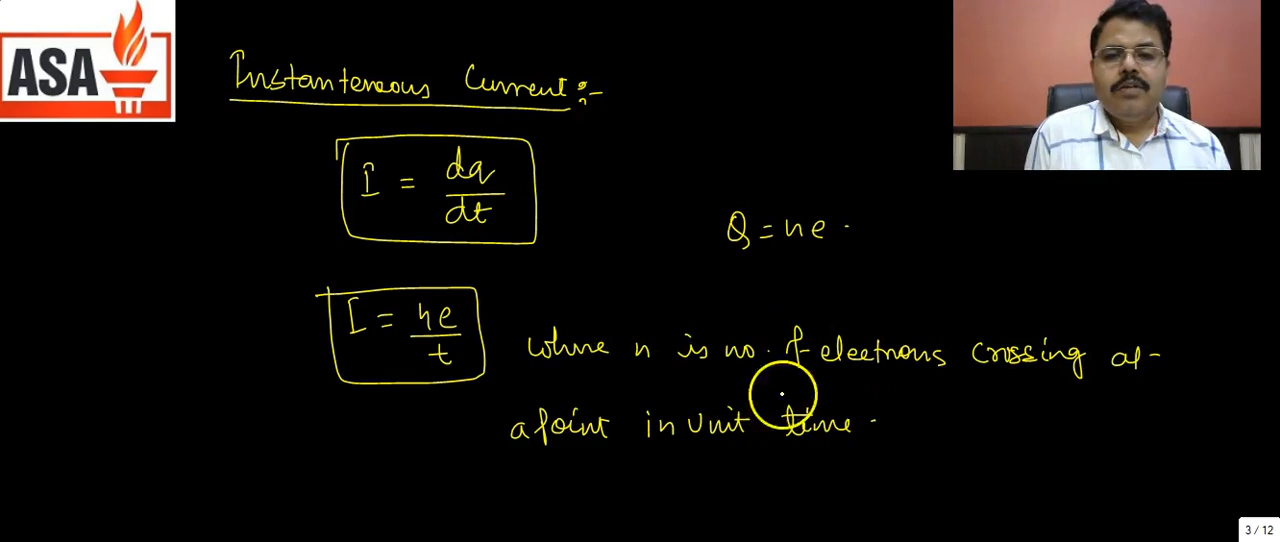 ASA
Instanteneous Current :-
I = dq/dt
Q = ne .
I = ne/t where n is no. of electrons crossing at
a point in unit time .
3 / 12